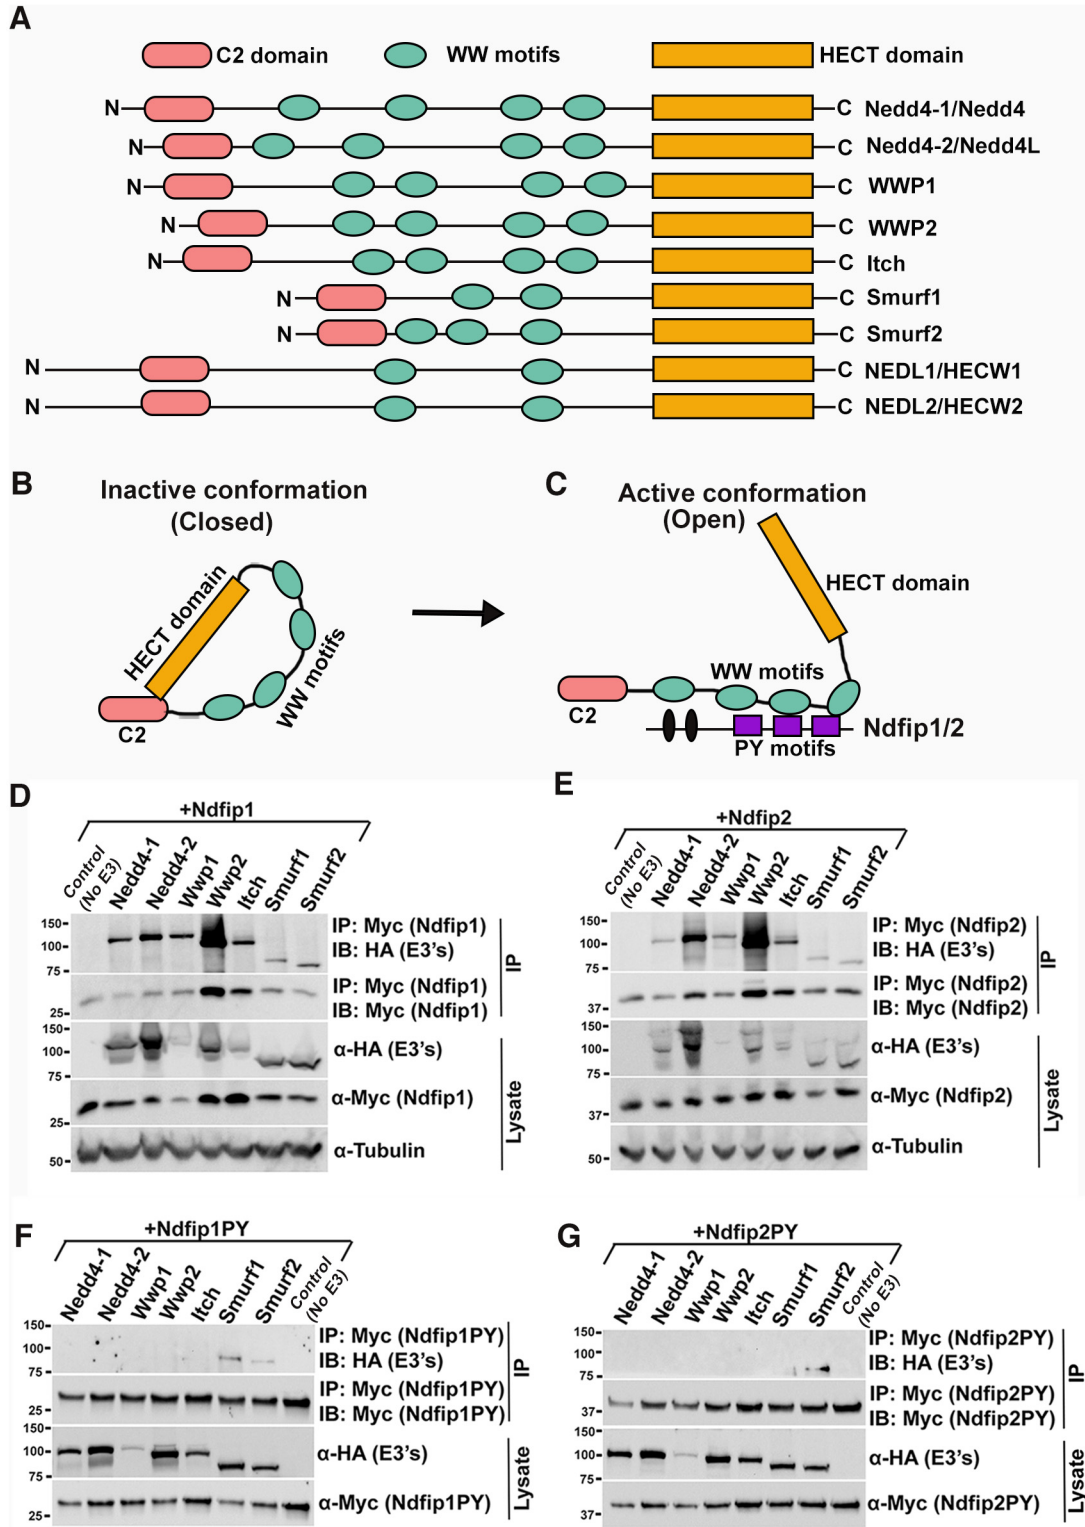 A
C2 domain
WW motifs
HECT domain
N
C
Nedd4-1/Nedd4
N
C
Nedd4-2/Nedd4L
N
C
WWP1
N
C
WWP2
N
C
Itch
N
C
Smurf1
N
C
Smurf2
N
C
NEDL1/HECW1
N
C
NEDL2/HECW2
B
Inactive conformation
(Closed)
HECT domain
WW motifs
C2
C
Active conformation
(Open)
HECT domain
WW motifs
C2
Ndfip1/2
PY motifs
D
+Ndfip1
Control
(No E3)
Nedd4-1
Nedd4-2
Wwp1
Wwp2
Itch
Smurf1
Smurf2
150
100
75
IP: Myc (Ndfip1)
IB: HA (E3's)
25
IP: Myc (Ndfip1)
IB: Myc (Ndfip1)
IP
150
100
75
α-HA (E3's)
25
α-Myc (Ndfip1)
50
α-Tubulin
Lysate
E
+Ndfip2
Control
(No E3)
Nedd4-1
Nedd4-2
Wwp1
Wwp2
Itch
Smurf1
Smurf2
150
100
75
IP: Myc (Ndfip2)
IB: HA (E3's)
37
IP: Myc (Ndfip2)
IB: Myc (Ndfip2)
IP
150
100
75
α-HA (E3's)
37
α-Myc (Ndfip2)
50
α-Tubulin
Lysate
F
+Ndfip1PY
Nedd4-1
Nedd4-2
Wwp1
Wwp2
Itch
Smurf1
Smurf2
Control
(No E3)
150
100
75
IP: Myc (Ndfip1PY)
IB: HA (E3's)
25
IP: Myc (Ndfip1PY)
IB: Myc (Ndfip1PY)
IP
150
100
75
α-HA (E3's)
25
α-Myc (Ndfip1PY)
Lysate
G
+Ndfip2PY
Nedd4-1
Nedd4-2
Wwp1
Wwp2
Itch
Smurf1
Smurf2
Control
(No E3)
150
100
75
IP: Myc (Ndfip2PY)
IB: HA (E3's)
37
IP: Myc (Ndfip2PY)
IB: Myc (Ndfip2PY)
IP
150
100
75
α-HA (E3's)
37
α-Myc (Ndfip2PY)
Lysate